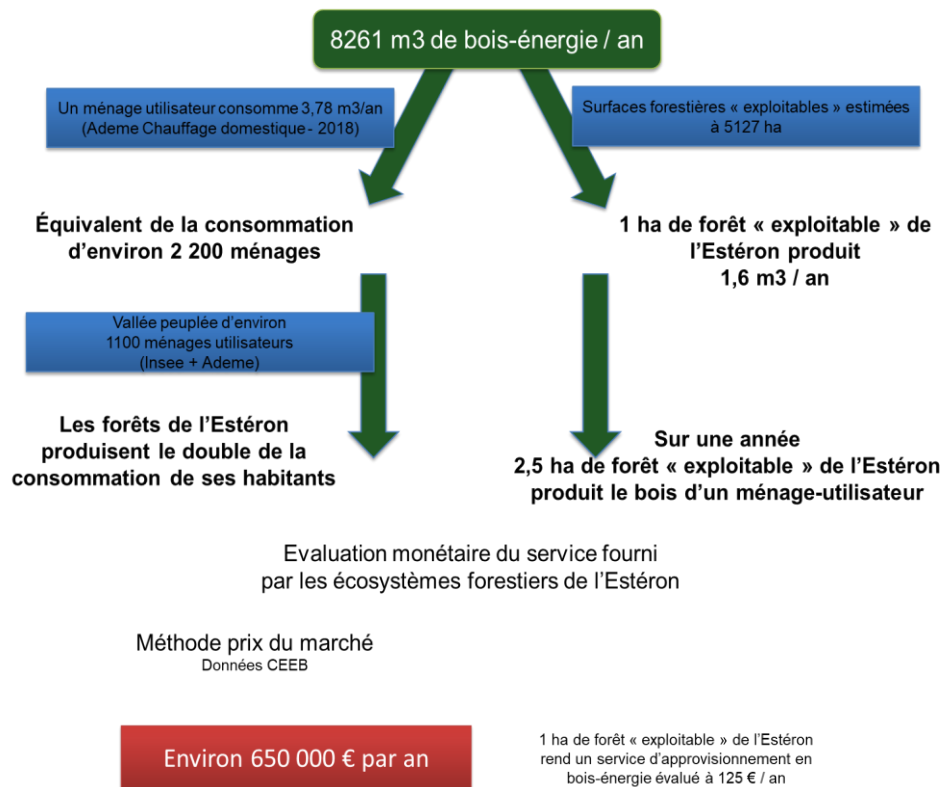 8261 m3 de bois-énergie / an
Un ménage utilisateur consomme 3,78 m3/an
(Ademe Chauffage domestique - 2018)
Surfaces forestières « exploitables » estimées
à 5127 ha
Équivalent de la consommation
d'environ 2 200 ménages
1 ha de forêt « exploitable » de
l'Estéron produit
1,6 m3 / an
Vallée peuplée d'environ
1100 ménages utilisateurs
(Insee + Ademe)
Les forêts de l'Estéron
produisent le double de la
consommation de ses habitants
Sur une année
2,5 ha de forêt « exploitable » de l'Estéron
produit le bois d'un ménage-utilisateur
Evaluation monétaire du service fourni
par les écosystèmes forestiers de l'Estéron
Méthode prix du marché
Données CEEB
Environ 650 000 € par an
1 ha de forêt « exploitable » de l'Estéron
rend un service d'approvisionnement en
bois-énergie évalué à 125 € / an